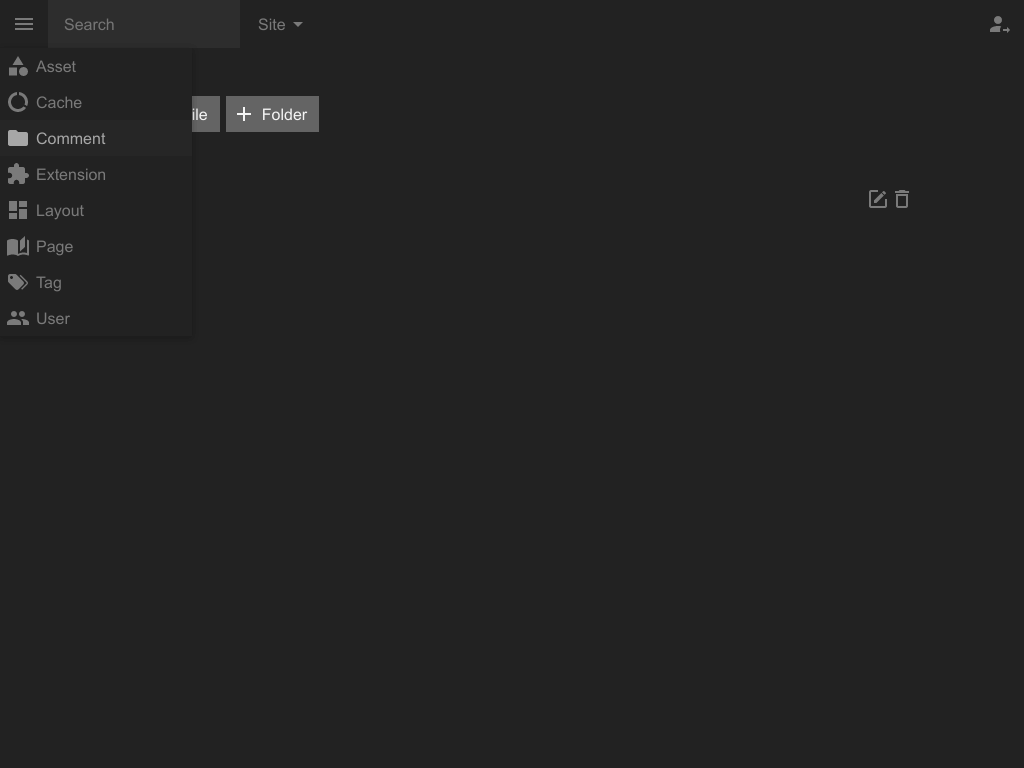 Search
Site
Asset
Cache
Folder
Comment
Extension
Layout
Page
Tag
User